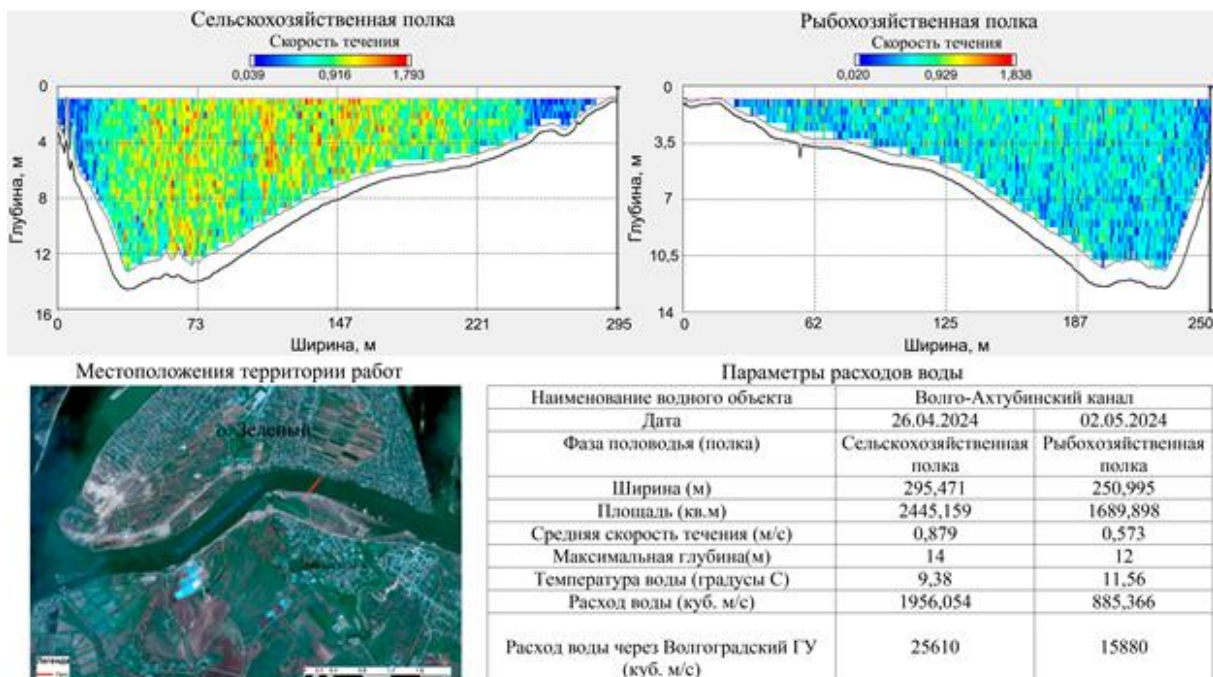 Сельскохозяйственная полка
Скорость течения
0,039 0,916 1,793
0
4
8
12
16
Глубина, м
0 73 147 221 295
Ширина, м
Рыбохозяйственная полка
Скорость течения
0,020 0,929 1,838
0
3,5
7
10,5
14
Глубина, м
0 62 125 187 250
Ширина, м
Местоположения территории работ
о. Зеленый
Легенда
Параметры расходов воды
Наименование водного объекта Волго-Ахтубинский канал
Дата 26.04.2024 02.05.2024
Фаза половодья (полка) Сельскохозяйственная Рыбохозяйственная
полка полка
Ширина (м) 295,471 250,995
Площадь (кв.м) 2445,159 1689,898
Средняя скорость течения (м/с) 0,879 0,573
Максимальная глубина(м) 14 12
Температура воды (градусы С) 9,38 11,56
Расход воды (куб. м/с) 1956,054 885,366
Расход воды через Волгоградский ГУ 25610 15880
(куб. м/с)